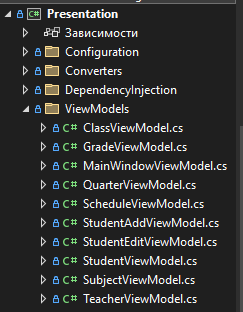 C# Presentation
Зависимости
Configuration
Converters
DependencyInjection
ViewModels
C# ClassViewModel.cs
C# GradeViewModel.cs
C# MainWindowViewModel.cs
C# QuarterViewModel.cs
C# ScheduleViewModel.cs
C# StudentAddViewModel.cs
C# StudentEditViewModel.cs
C# StudentViewModel.cs
C# SubjectViewModel.cs
C# TeacherViewModel.cs